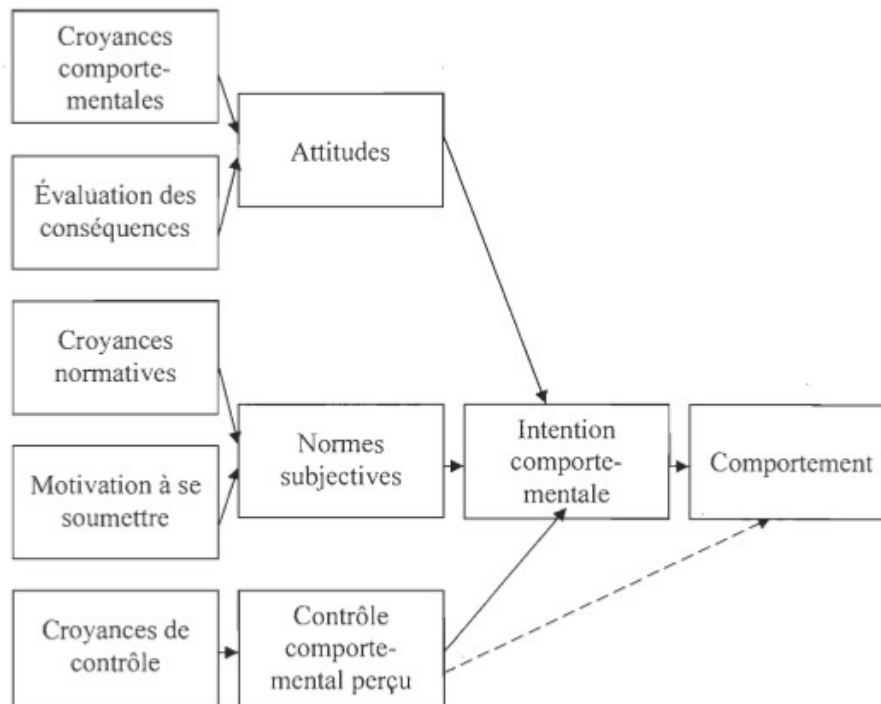 Croyances
comporte-
mentales
Attitudes
Évaluation des
conséquences
Croyances
normatives
Normes
subjectives
Motivation à se
soumettre
Intention
comporte-
mentale
Comportement
Croyances de
contrôle
Contrôle
comporte-
mental perçu